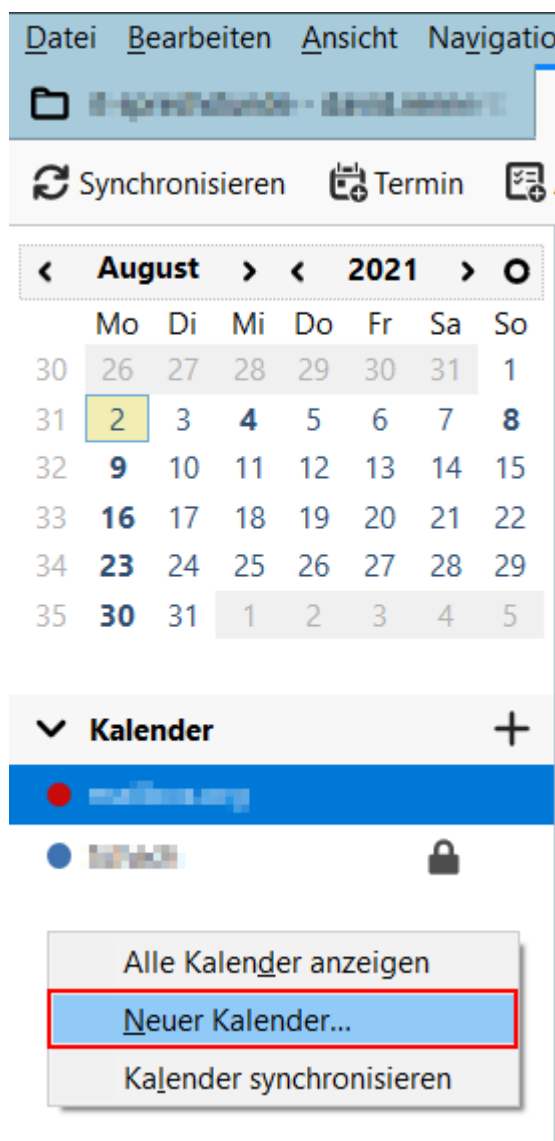 Datei Bearbeiten Ansicht Navigatio
Synchronisieren Termin
August 2021
Mo Di Mi Do Fr Sa So
30 26 27 28 29 30 31 1
31 2 3 4 5 6 7 8
32 9 10 11 12 13 14 15
33 16 17 18 19 20 21 22
34 23 24 25 26 27 28 29
35 30 31 1 2 3 4 5
Kalender
Alle Kalender anzeigen
Neuer Kalender...
Kalender synchronisieren